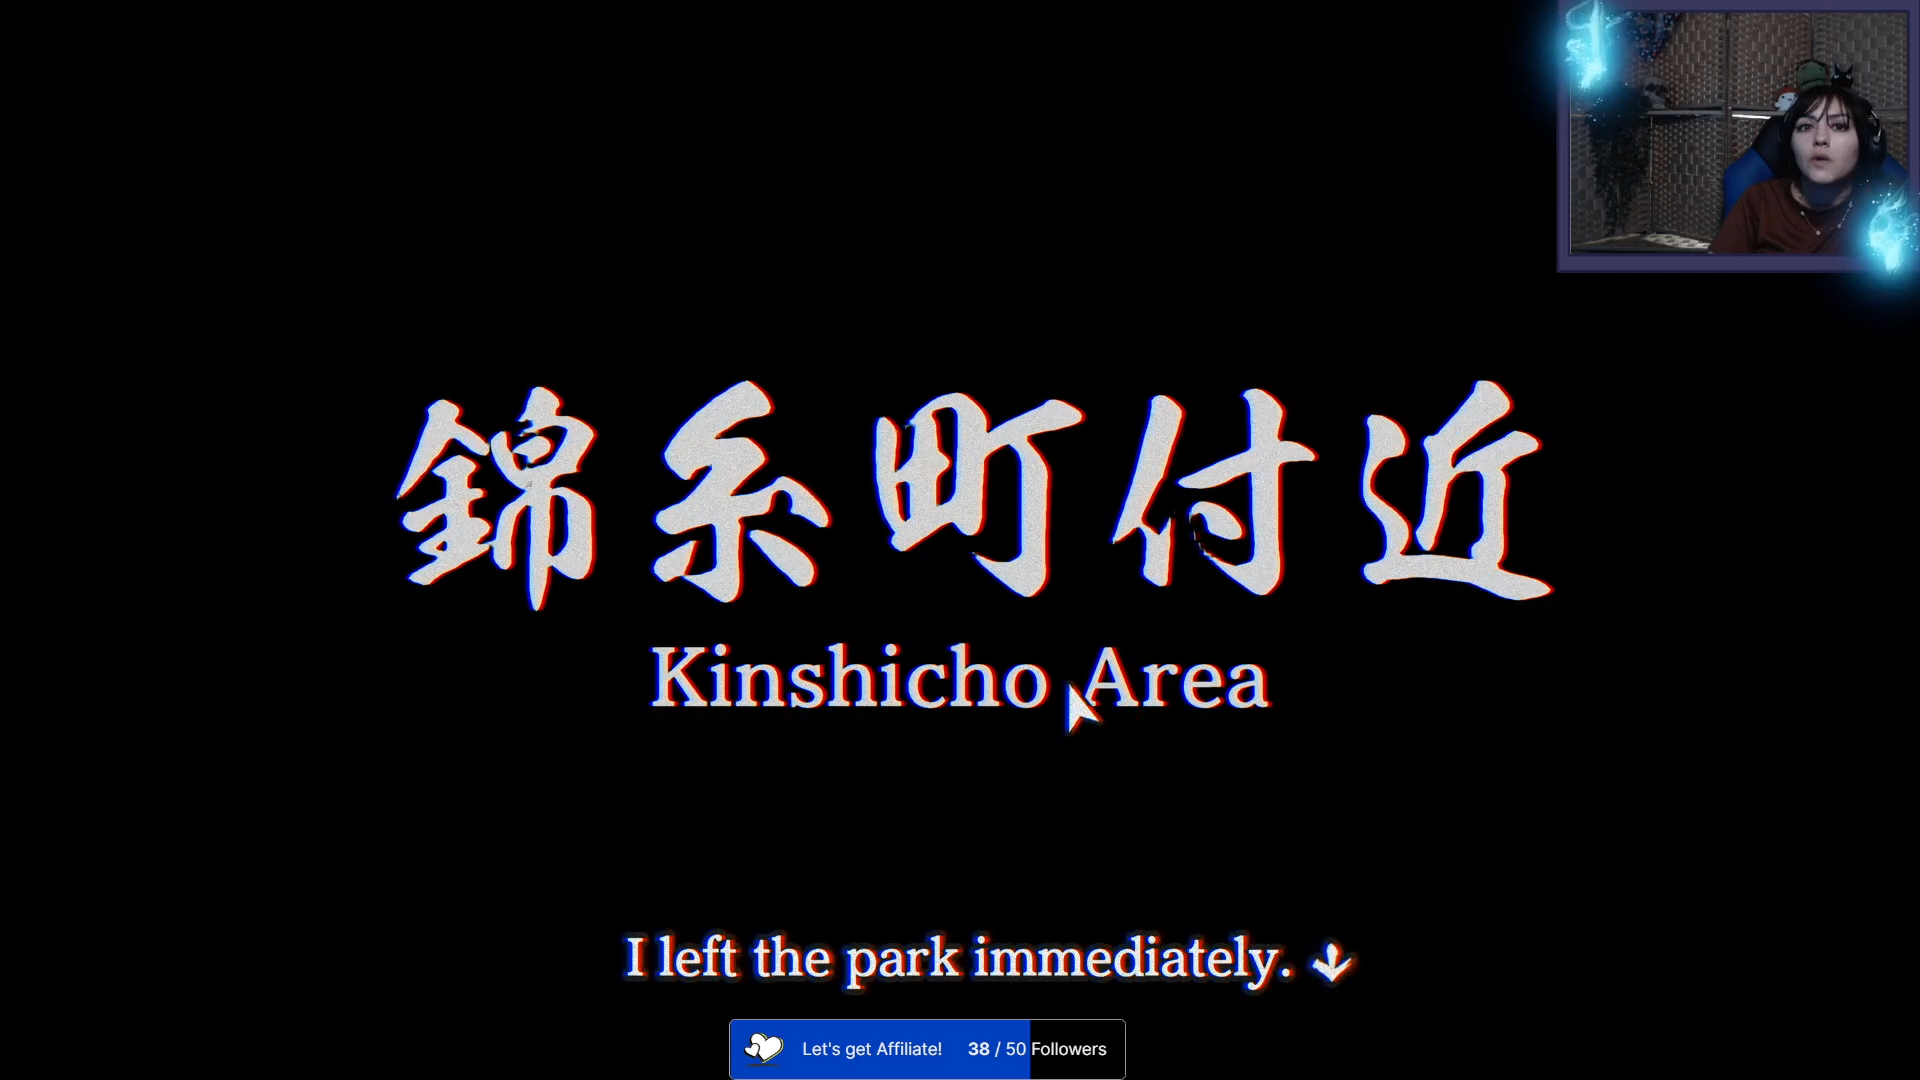 錦糸町付近
Kinshicho Area
I left the park immediately.
Let's get Affiliate! 38 / 50 Followers